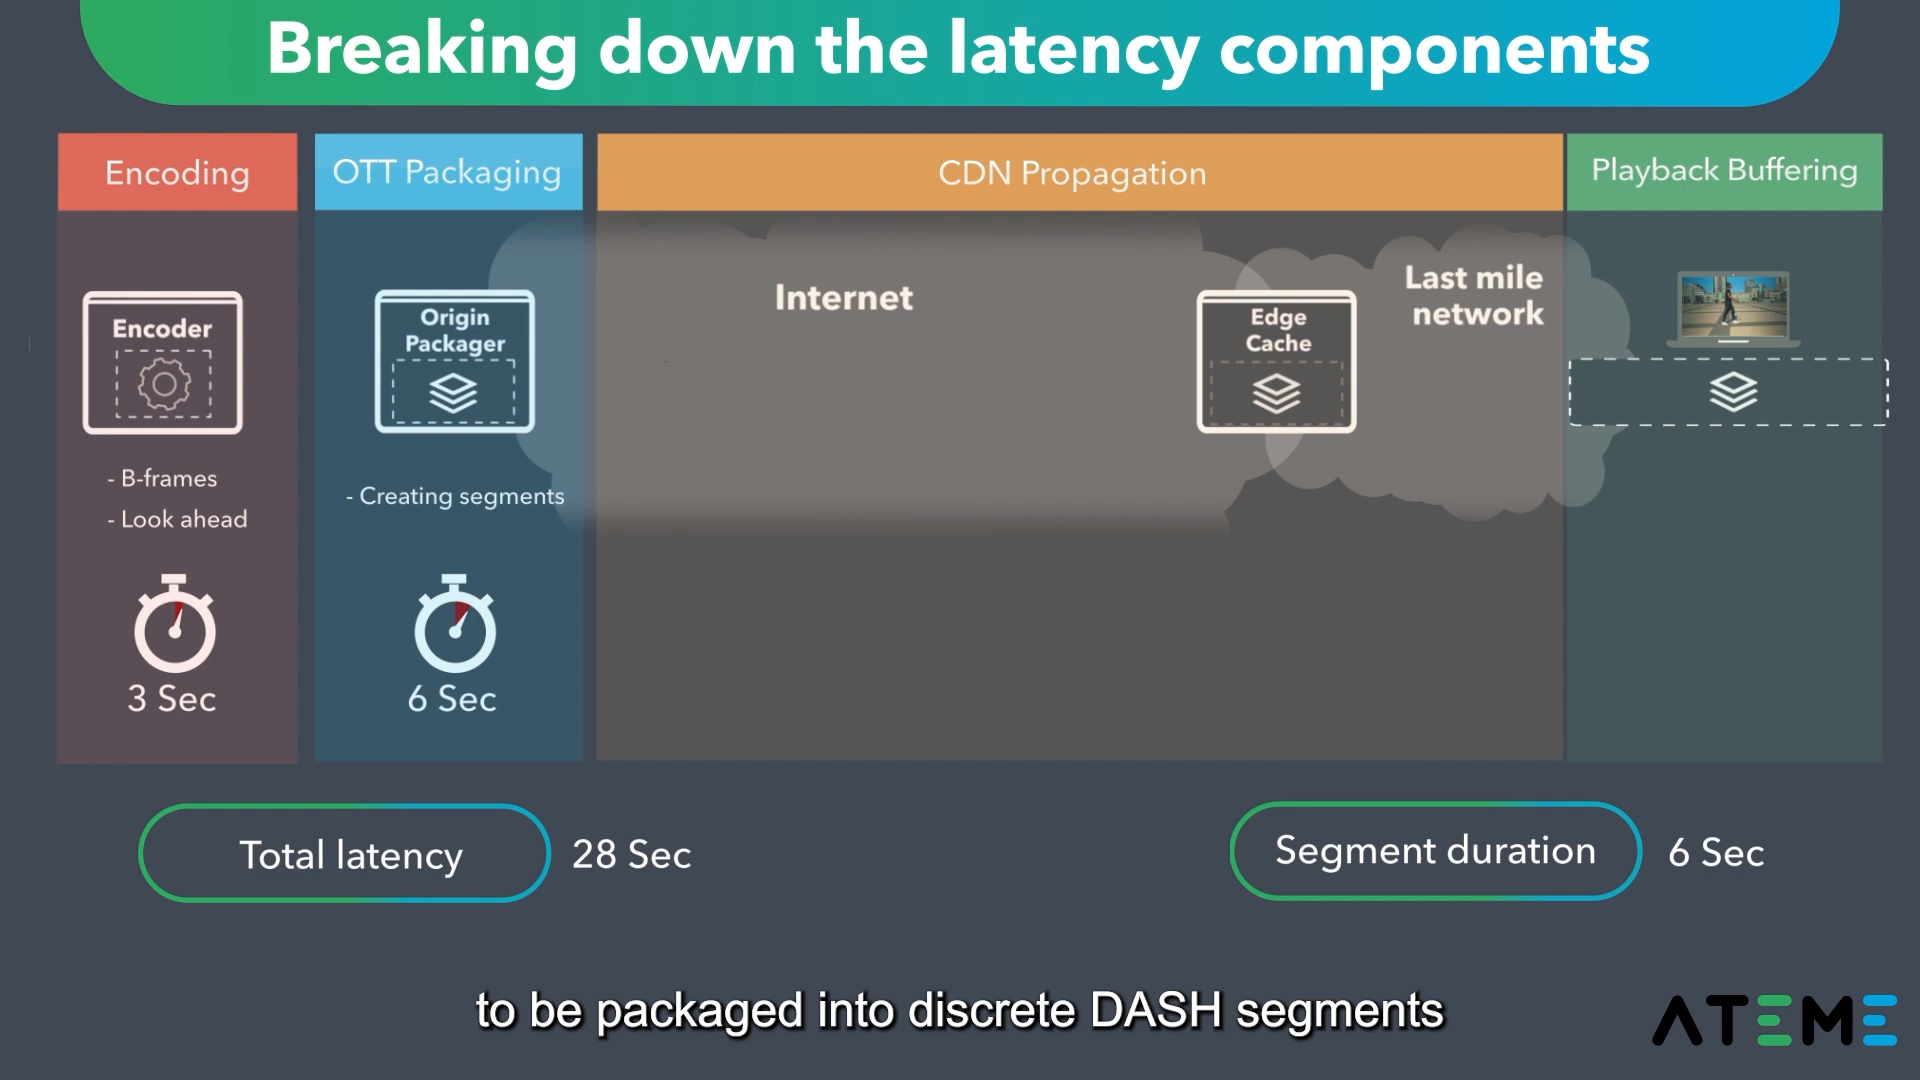 Breaking down the latency components
Encoding
OTT Packaging
CDN Propagation
Playback Buffering
Encoder
Origin
Packager
Internet
Edge
Cache
Last mile
network
- B-frames
- Look ahead
- Creating segments
3 Sec
6 Sec
Total latency
28 Sec
Segment duration
6 Sec
to be packaged into discrete DASH segments
ATEME